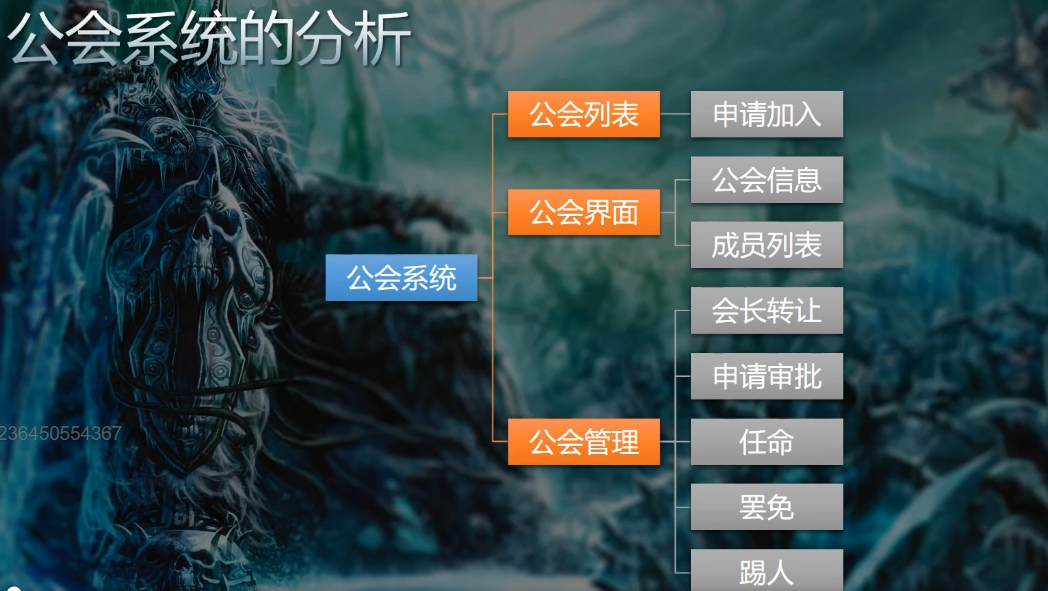 公会系统的分析
公会列表
申请加入
公会信息
公会界面
成员列表
公会系统
会长转让
申请审批
236450554367
公会管理
任命
罢免
踢人